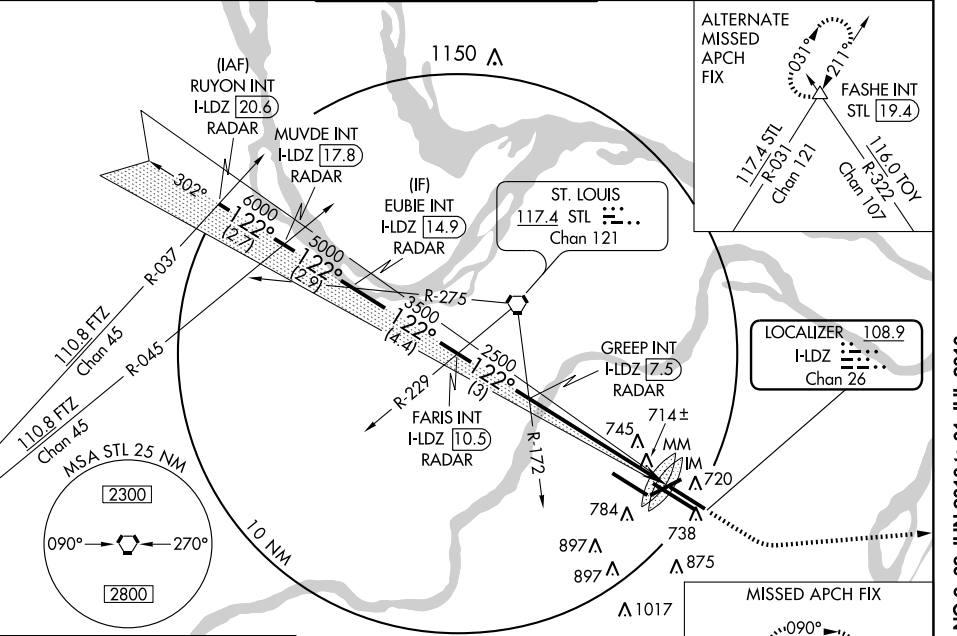 1150
ALTERNATE
MISSED
APCH
FIX
031°
211°
FASHE INT
STL 19.4
117.4 STL
R-031
Chan 121
116.0 TOY
R-322
Chan 107
(IAF)
RUYON INT
I-LDZ 20.6
RADAR
MUVDE INT
I-LDZ 17.8
RADAR
(IF)
EUBIE INT
I-LDZ 14.9
RADAR
ST. LOUIS
117.4 STL
Chan 121
302°
6000
122°
(2.7)
5000
122°
(2.9)
3500
122°
(4.4)
2500
122°
(3)
R-037
110.8 FTZ
Chan 45
R-045
110.8 FTZ
Chan 45
R-275
R-229
R-172
FARIS INT
I-LDZ 10.5
RADAR
GREEP INT
I-LDZ 7.5
RADAR
LOCALIZER 108.9
I-LDZ
Chan 26
714±
745
MM
IM
720
784
738
897
897
875
1017
10 NM
MSA STL 25 NM
2300
090°
270°
2800
MISSED APCH FIX
090°